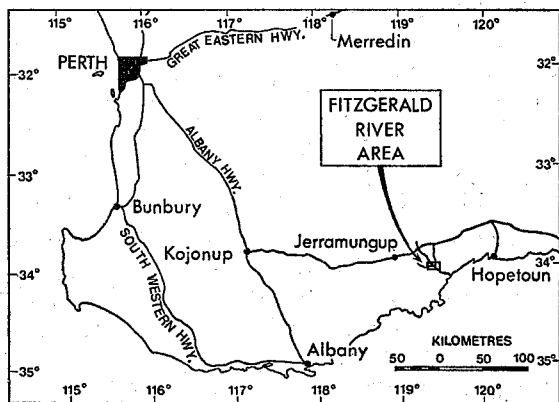 115° 116° 117° 118° 119° 120°
PERTH
GREAT EASTERN HWY.
Merredin
32° 32°
FITZGERALD
RIVER
AREA
ALBANY HWY.
33° 33°
Bunbury
SOUTH WESTERN HWY.
Kojonup
Jerramungup
34° 34°
Hopetoun
Albany
KILOMETRES
50 0 50 100
35° 35°
115° 116° 117° 118° 119° 120°